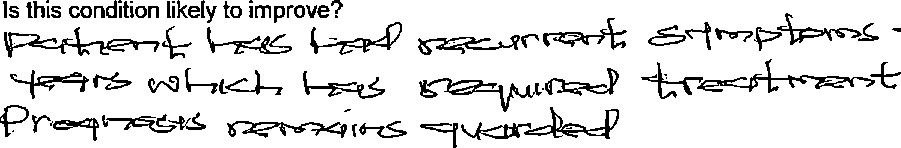 Is this condition likely to improve?
Patient has had recurrent symptoms -
years which has required treatment
Prognosis remains guarded